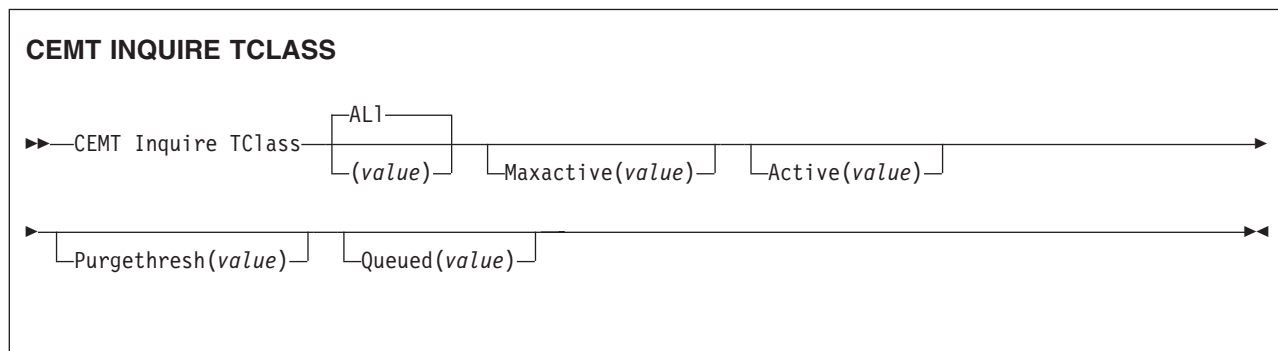 CEMT INQUIRE TCLASS
ALl
CEMT Inquire TClass
(value) Maxactive(value) Active(value)
Purgethresh(value) Queued(value)